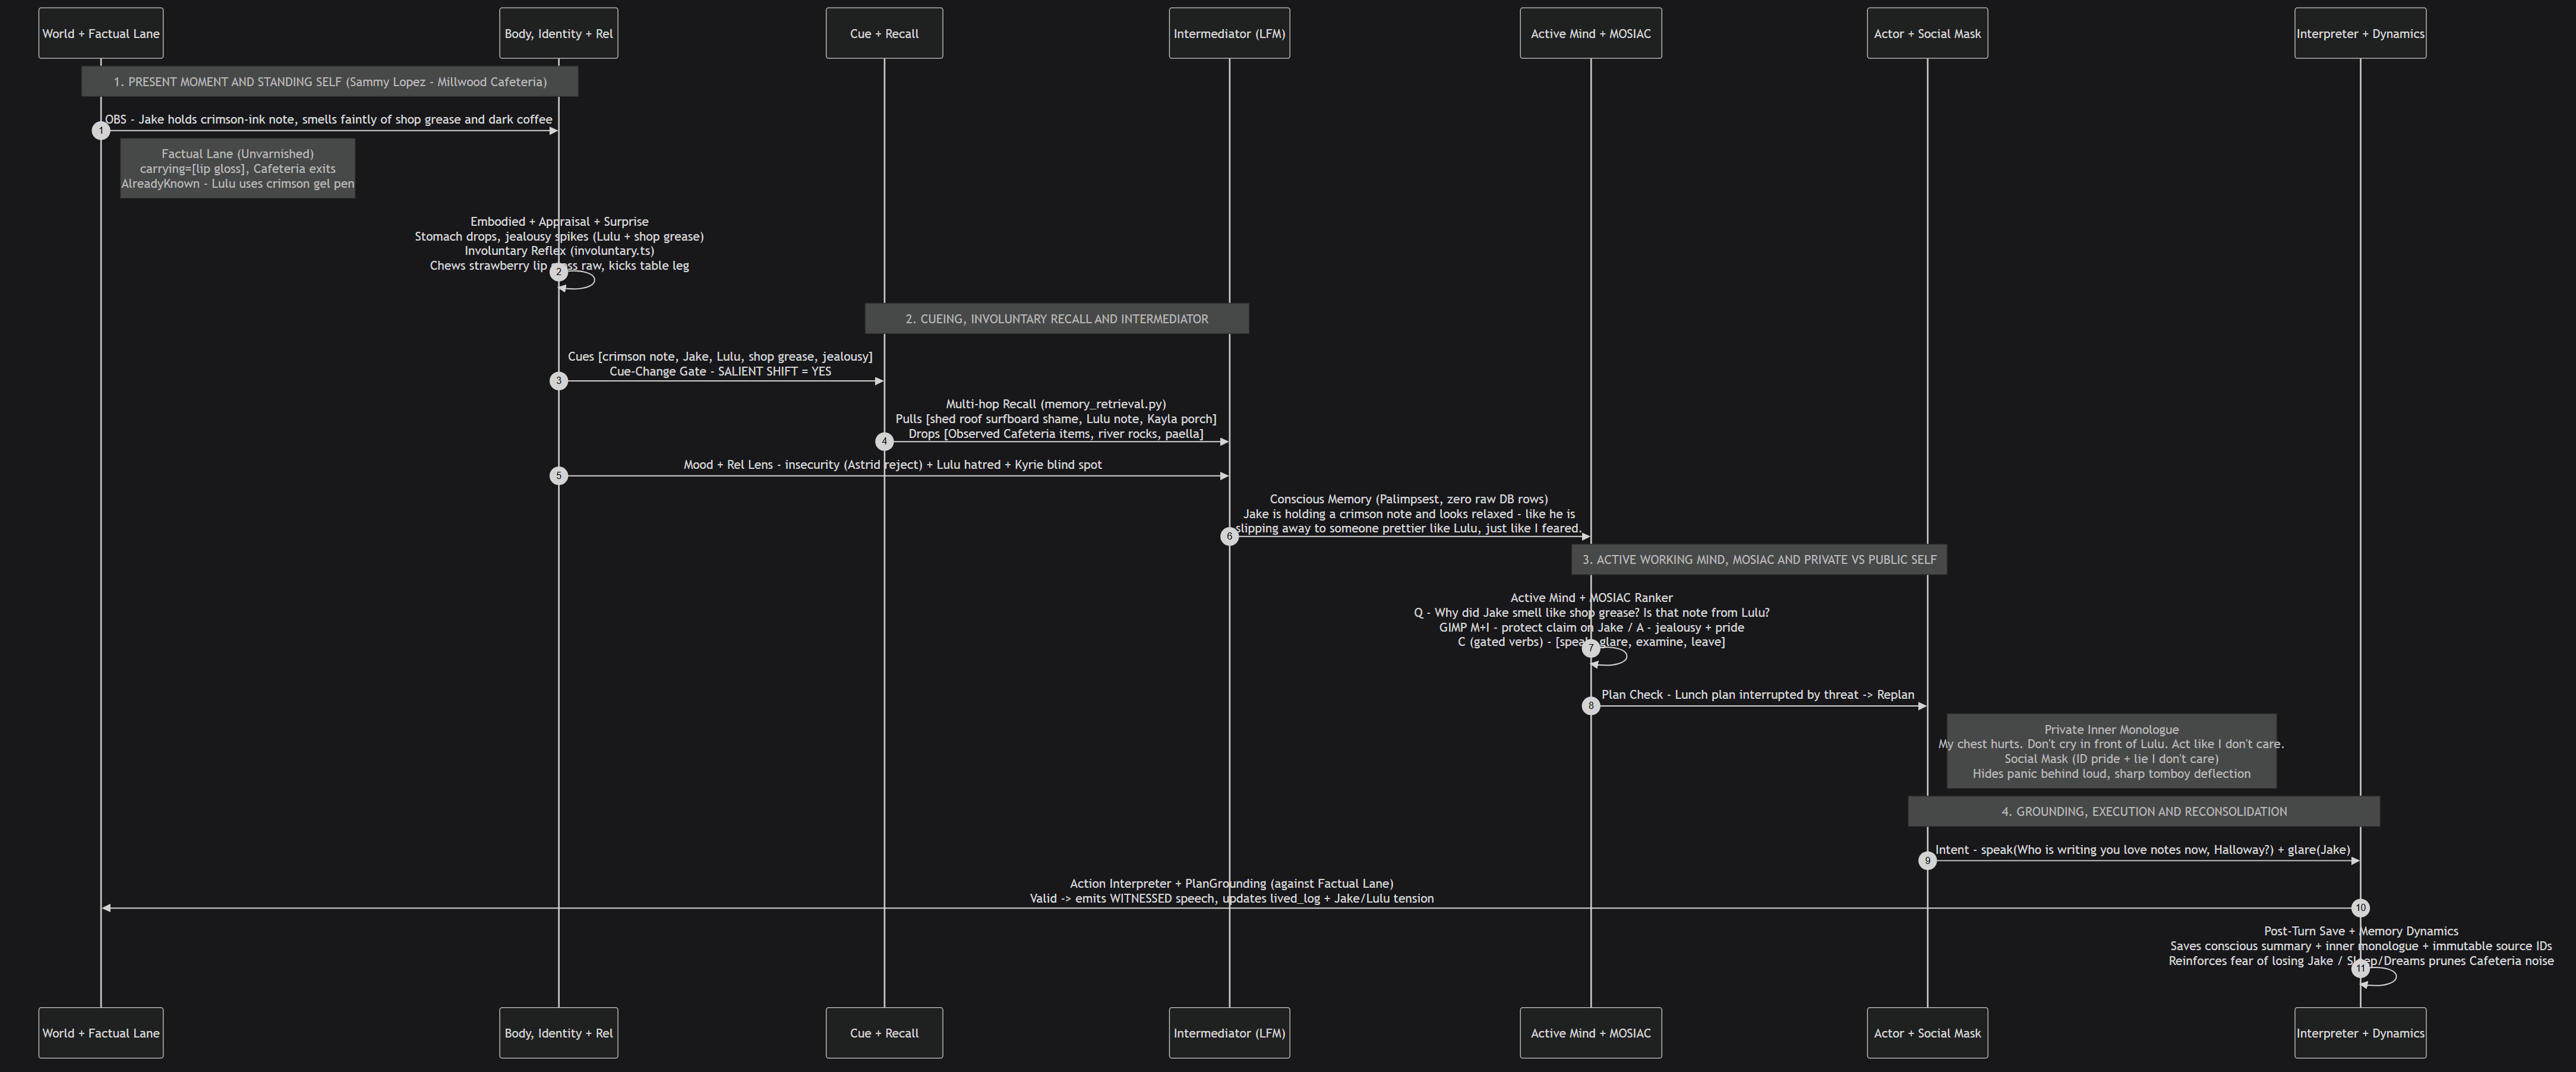 World + Factual Lane
Body, Identity + Rel
Cue + Recall
Intermediator (LFM)
Active Mind + MOSIAC
Actor + Social Mask
Interpreter + Dynamics
1. PRESENT MOMENT AND STANDING SELF (Sammy Lopez - Millwood Cafeteria)
OBS - Jake holds crimson-ink note, smells faintly of shop grease and dark coffee
1
Factual Lane (Unvarnished)
carrying=[lip gloss], Cafeteria exits
AlreadyKnown - Lulu uses crimson gel pen
Embodied + Appraisal + Surprise
Stomach drops, jealousy spikes (Lulu + shop grease)
Involuntary Reflex (involuntary.ts)
Chews strawberry lip gloss raw, kicks table leg
2
2. CUEING, INVOLUNTARY RECALL AND INTERMEDIATOR
Cues [crimson note, Jake, Lulu, shop grease, jealousy]
Cue-Change Gate - SALIENT SHIFT = YES
3
Multi-hop Recall (memory_retrieval.py)
Pulls [shed roof surfboard shame, Lulu note, Kayla porch]
Drops [Observed Cafeteria items, river rocks, paella]
4
Mood + Rel Lens - insecurity (Astrid reject) + Lulu hatred + Kyrie blind spot
5
Conscious Memory (Palimpsest, zero raw DB rows)
Jake is holding a crimson note and looks relaxed - like he is
slipping away to someone prettier like Lulu, just like I feared.
6
3. ACTIVE WORKING MIND, MOSIAC AND PRIVATE VS PUBLIC SELF
Active Mind + MOSIAC Ranker
Q - Why did Jake smell like shop grease? Is that note from Lulu?
GIMP M+I - protect claim on Jake / A - jealousy + pride
C (gated verbs) - [speak, glare, examine, leave]
7
Plan Check - Lunch plan interrupted by threat -> Replan
8
Private Inner Monologue
My chest hurts. Don't cry in front of Lulu. Act like I don't care.
Social Mask (ID pride + lie I don't care)
Hides panic behind loud, sharp tomboy deflection
4. GROUNDING, EXECUTION AND RECONSOLIDATION
Intent - speak(Who is writing you love notes now, Halloway?) + glare(Jake)
9
Action Interpreter + PlanGrounding (against Factual Lane)
Valid -> emits WITNESSED speech, updates lived_log + Jake/Lulu tension
10
Post-Turn Save + Memory Dynamics
Saves conscious summary + inner monologue + immutable source IDs
Reinforces fear of losing Jake / Sleep/Dreams prunes Cafeteria noise
11
World + Factual Lane
Body, Identity + Rel
Cue + Recall
Intermediator (LFM)
Active Mind + MOSIAC
Actor + Social Mask
Interpreter + Dynamics